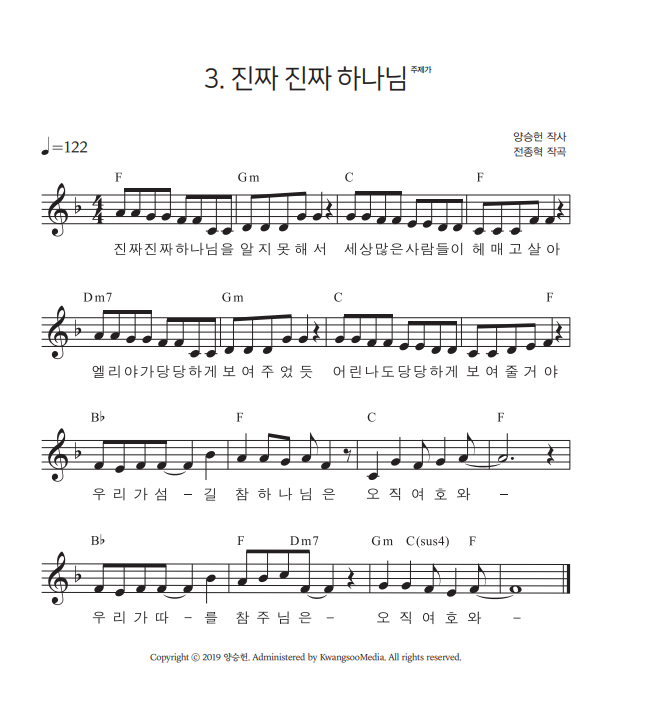 3. 진짜 진짜 하나님 주제가
양승헌 작사
전종혁 작곡
♩=122
F Gm C F
진짜진짜하나님을 알 지 못 해 서 세상많은사람들이 헤 매 고 살 아
Dm7 Gm C F
엘리야가당당하게 보 여 주 었 듯 어린나도당당하게 보 여 줄 거 야
B♭ F C F
우 리 가 섬 – 길 참 하 나 님 은 오 직 여 호 와 –
B♭ F Dm7 Gm C(sus4) F
우 리 가 따 – 를 참 주 님 은 – 오 직 여 호 와 –
Copyright ⓒ 2019 양승헌. Administered by KwangsooMedia. All rights reserved.